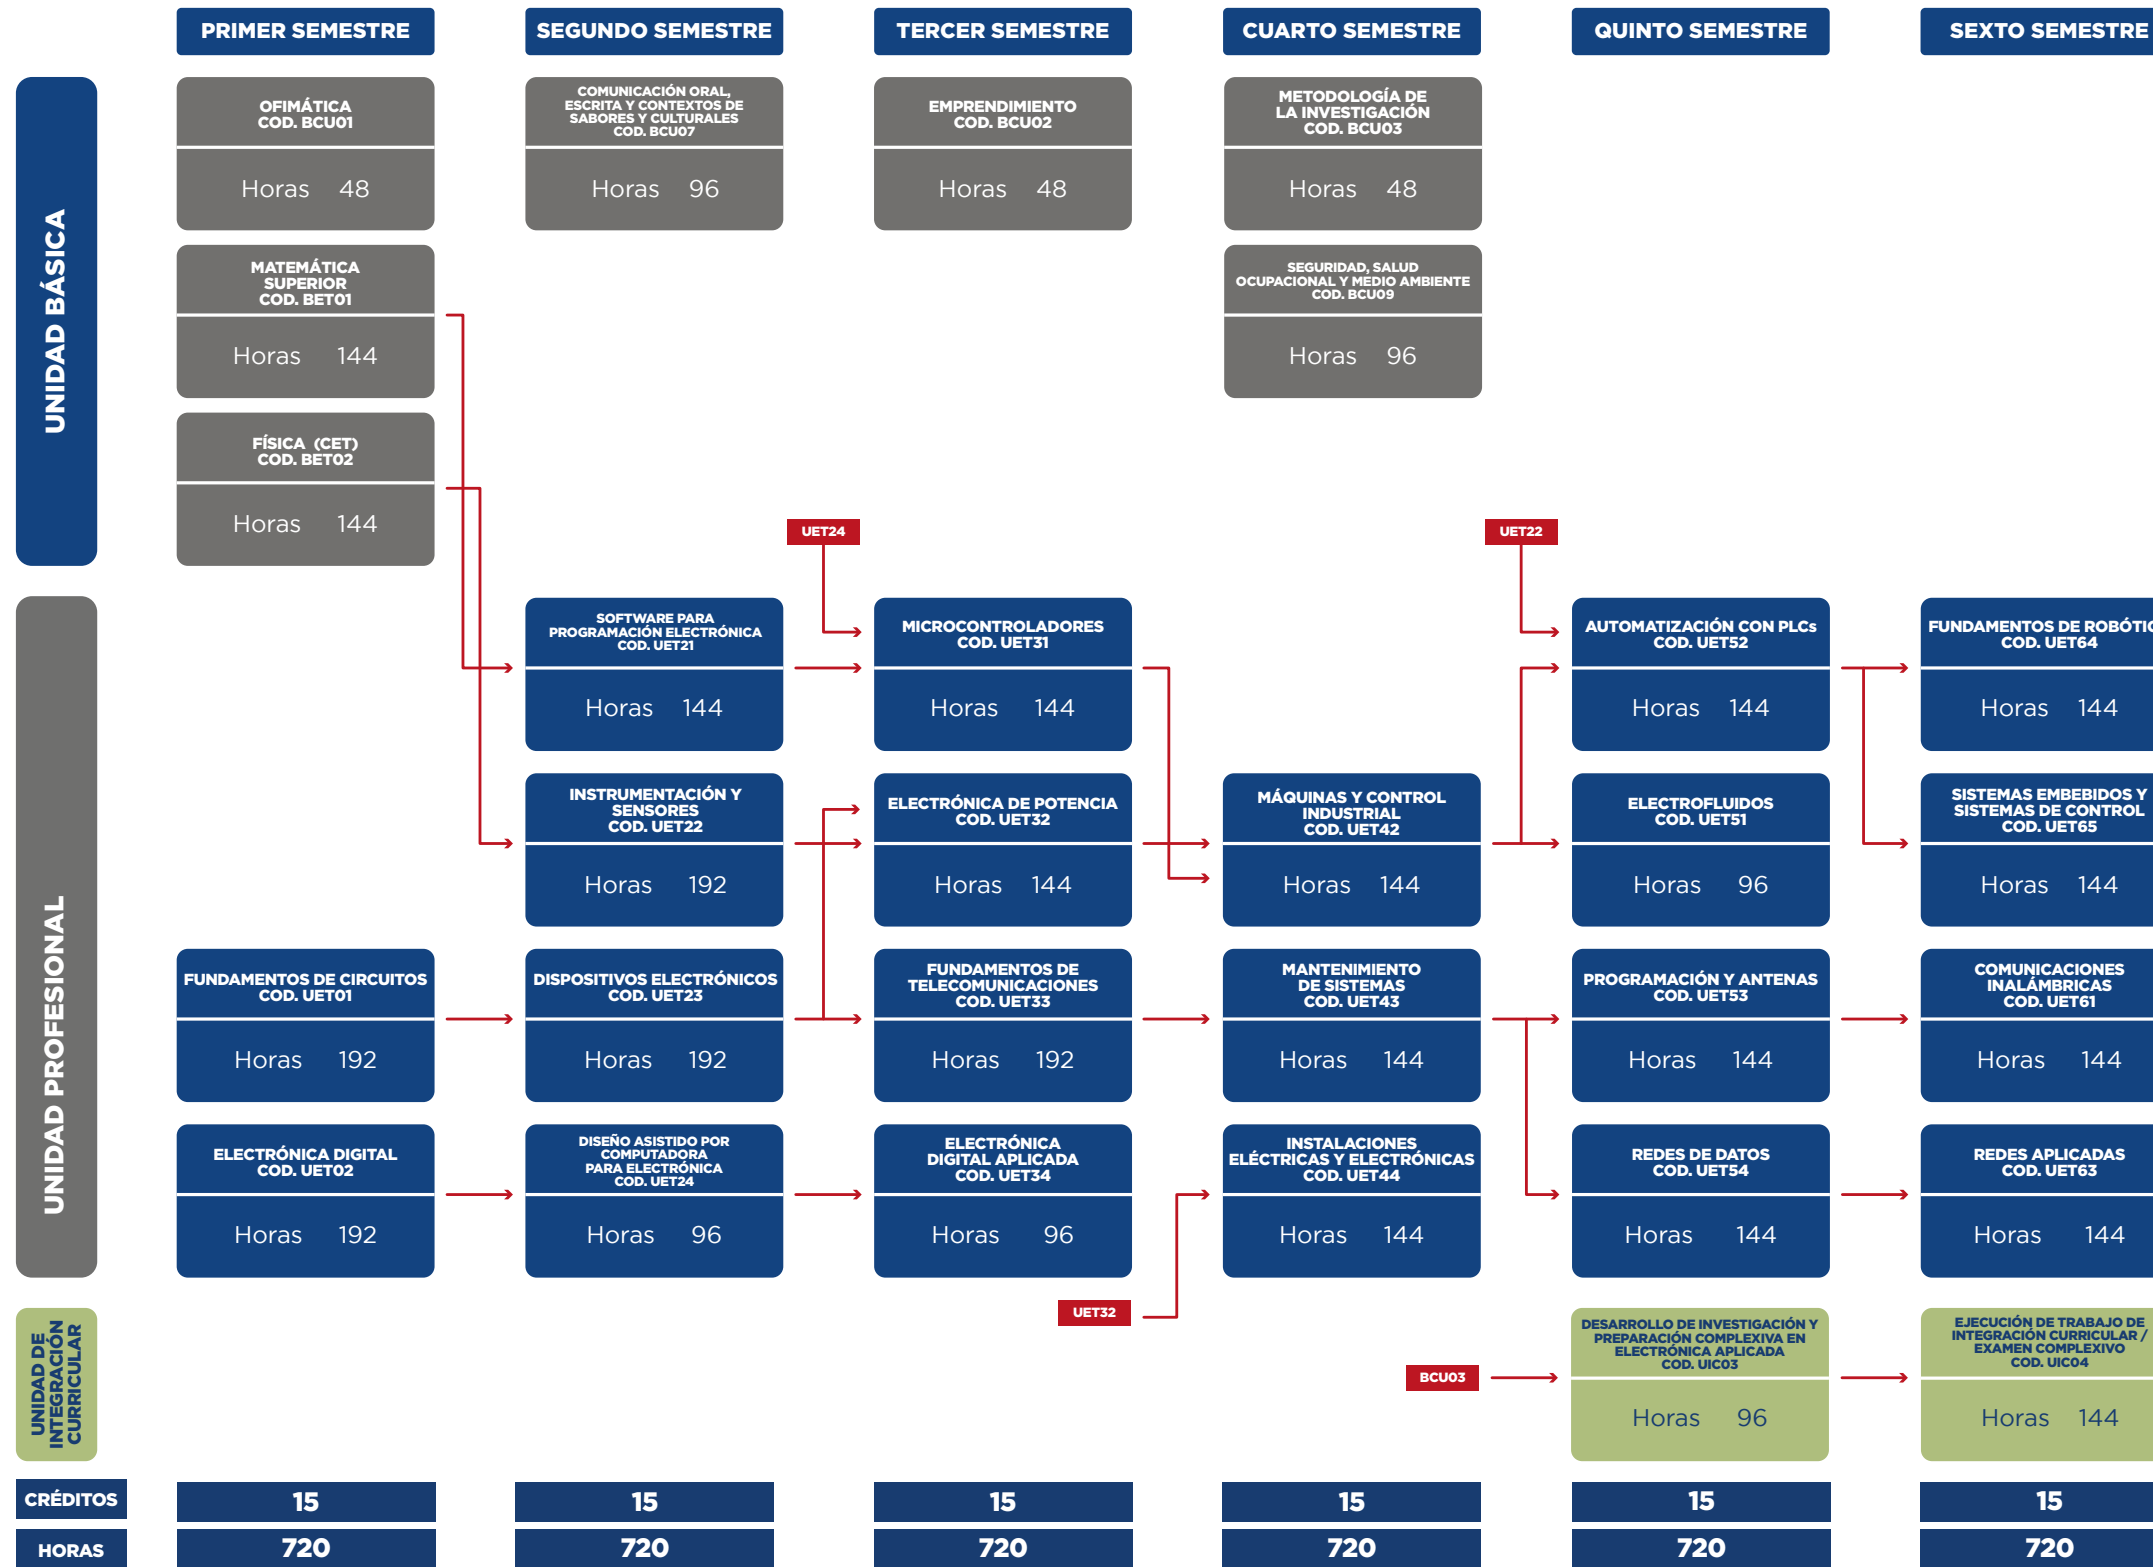 PRIMER SEMESTRE
SEGUNDO SEMESTRE
TERCER SEMESTRE
CUARTO SEMESTRE
QUINTO SEMESTRE
SEXTO SEMESTRE
UNIDAD BÁSICA
OFIMÁTICA
COD. BCU01
Horas 48
COMUNICACIÓN ORAL,
ESCRITA Y CONTEXTOS DE
SABORES Y CULTURALES
COD. BCU07
Horas 96
EMPRENDIMIENTO
COD. BCU02
Horas 48
METODOLOGÍA DE
LA INVESTIGACIÓN
COD. BCU03
Horas 48
MATEMÁTICA
SUPERIOR
COD. BET01
Horas 144
SEGURIDAD, SALUD
OCUPACIONAL Y MEDIO AMBIENTE
COD. BCU09
Horas 96
FÍSICA (CET)
COD. BET02
Horas 144
UET24
UET22
UNIDAD PROFESIONAL
SOFTWARE PARA
PROGRAMACIÓN ELECTRÓNICA
COD. UET21
Horas 144
MICROCONTROLADORES
COD. UET31
Horas 144
AUTOMATIZACIÓN CON PLCs
COD. UET52
Horas 144
FUNDAMENTOS DE ROBÓTIC
COD. UET64
Horas 144
INSTRUMENTACIÓN Y
SENSORES
COD. UET22
Horas 192
ELECTRÓNICA DE POTENCIA
COD. UET32
Horas 144
MÁQUINAS Y CONTROL
INDUSTRIAL
COD. UET42
Horas 144
ELECTROFLUIDOS
COD. UET51
Horas 96
SISTEMAS EMBEBIDOS Y
SISTEMAS DE CONTROL
COD. UET65
Horas 144
FUNDAMENTOS DE CIRCUITOS
COD. UET01
Horas 192
DISPOSITIVOS ELECTRÓNICOS
COD. UET23
Horas 192
FUNDAMENTOS DE
TELECOMUNICACIONES
COD. UET33
Horas 192
MANTENIMIENTO
DE SISTEMAS
COD. UET43
Horas 144
PROGRAMACIÓN Y ANTENAS
COD. UET53
Horas 144
COMUNICACIONES
INALÁMBRICAS
COD. UET61
Horas 144
ELECTRÓNICA DIGITAL
COD. UET02
Horas 192
DISEÑO ASISTIDO POR
COMPUTADORA
PARA ELECTRÓNICA
COD. UET24
Horas 96
ELECTRÓNICA
DIGITAL APLICADA
COD. UET34
Horas 96
INSTALACIONES
ELÉCTRICAS Y ELECTRÓNICAS
COD. UET44
Horas 144
REDES DE DATOS
COD. UET54
Horas 144
REDES APLICADAS
COD. UET63
Horas 144
UET32
BCU03
UNIDAD DE
INTEGRACIÓN
CURRICULAR
DESARROLLO DE INVESTIGACIÓN Y
PREPARACIÓN COMPLEXIVA EN
ELECTRÓNICA APLICADA
COD. UIC03
Horas 96
EJECUCIÓN DE TRABAJO DE
INTEGRACIÓN CURRICULAR /
EXAMEN COMPLEXIVO
COD. UIC04
Horas 144
CRÉDITOS 15 15 15 15 15 15
HORAS 720 720 720 720 720 720